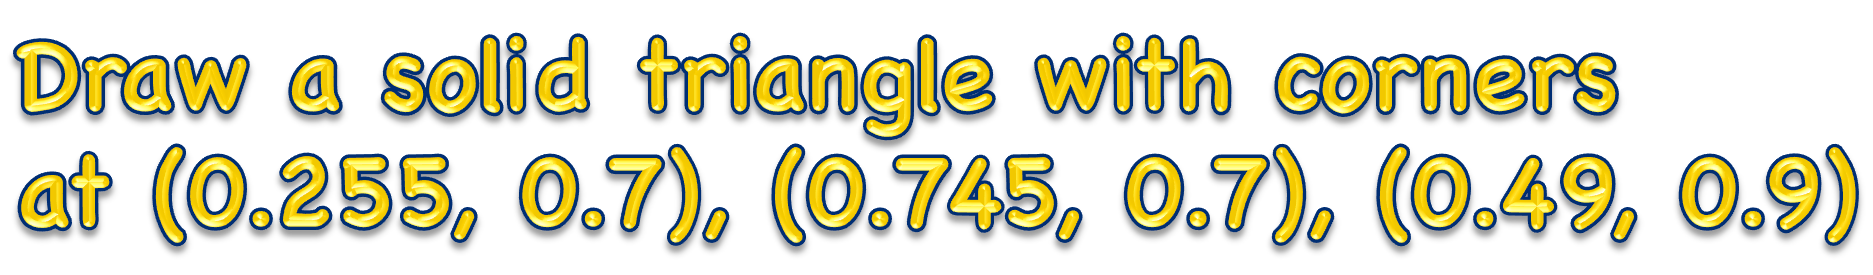 Draw a solid triangle with corners
at (0.255, 0.7), (0.745, 0.7), (0.49, 0.9)